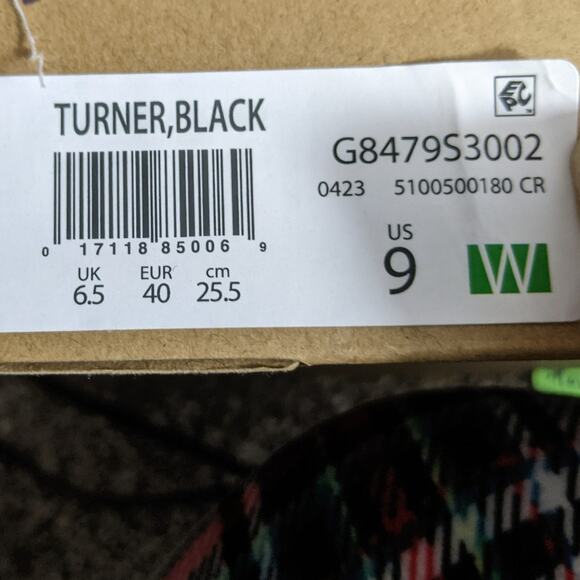 TURNER,BLACK
EPC
G8479S3002
0423 5100500180 CR
0 17118 85006 9
UK EUR cm
6.5 40 25.5
US
9 W